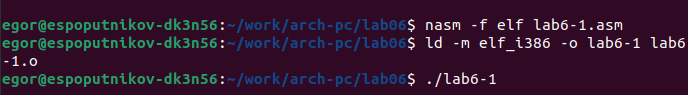 egor@espoputnikov-dk3n56:~/work/arch-pc/lab06$ nasm -f elf lab6-1.asm
egor@espoputnikov-dk3n56:~/work/arch-pc/lab06$ ld -m elf_i386 -o lab6-1 lab6
-1.o
egor@espoputnikov-dk3n56:~/work/arch-pc/lab06$ ./lab6-1